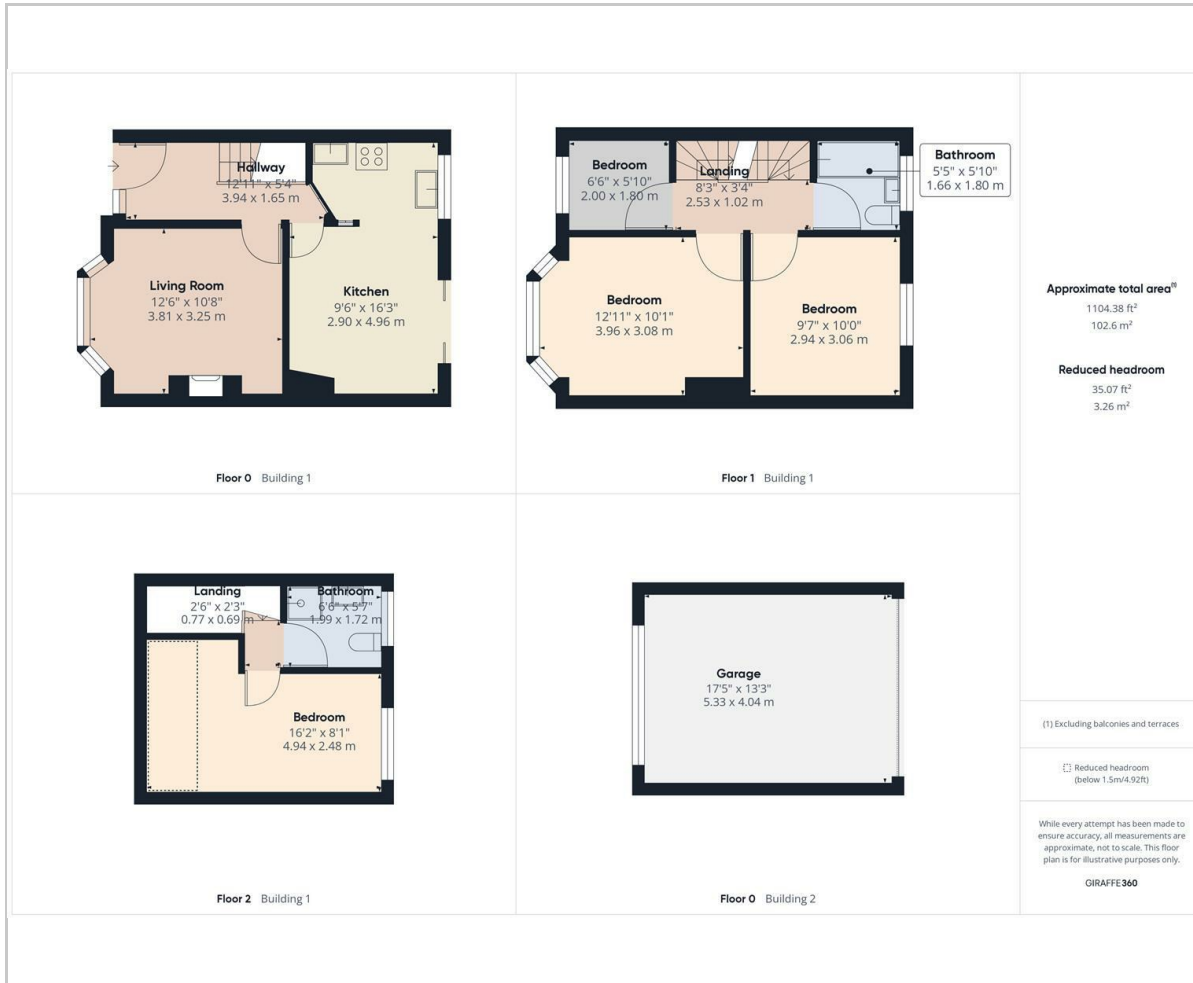 Hallway
12'11" x 5'4"
3.94 x 1.65 m
Living Room
12'6" x 10'8"
3.81 x 3.25 m
Kitchen
9'6" x 16'3"
2.90 x 4.96 m
Floor 0 Building 1
Bedroom
6'6" x 5'10"
2.00 x 1.80 m
Landing
8'3" x 3'4"
2.53 x 1.02 m
Bathroom
5'5" x 5'10"
1.66 x 1.80 m
Bedroom
12'11" x 10'1"
3.96 x 3.08 m
Bedroom
9'7" x 10'0"
2.94 x 3.06 m
Floor 1 Building 1
Landing
2'6" x 2'3"
0.77 x 0.69 m
Bathroom
6'6" x 5'7"
1.99 x 1.72 m
Bedroom
16'2" x 8'1"
4.94 x 2.48 m
Floor 2 Building 1
Garage
17'5" x 13'3"
5.33 x 4.04 m
Floor 0 Building 2
Approximate total area(1)
1104.38 ft²
102.6 m²
Reduced headroom
35.07 ft²
3.26 m²
(1) Excluding balconies and terraces
Reduced headroom
(below 1.5m/4.92ft)
While every attempt has been made to
ensure accuracy, all measurements are
approximate, not to scale. This floor
plan is for illustrative purposes only.
GIRAFFE360